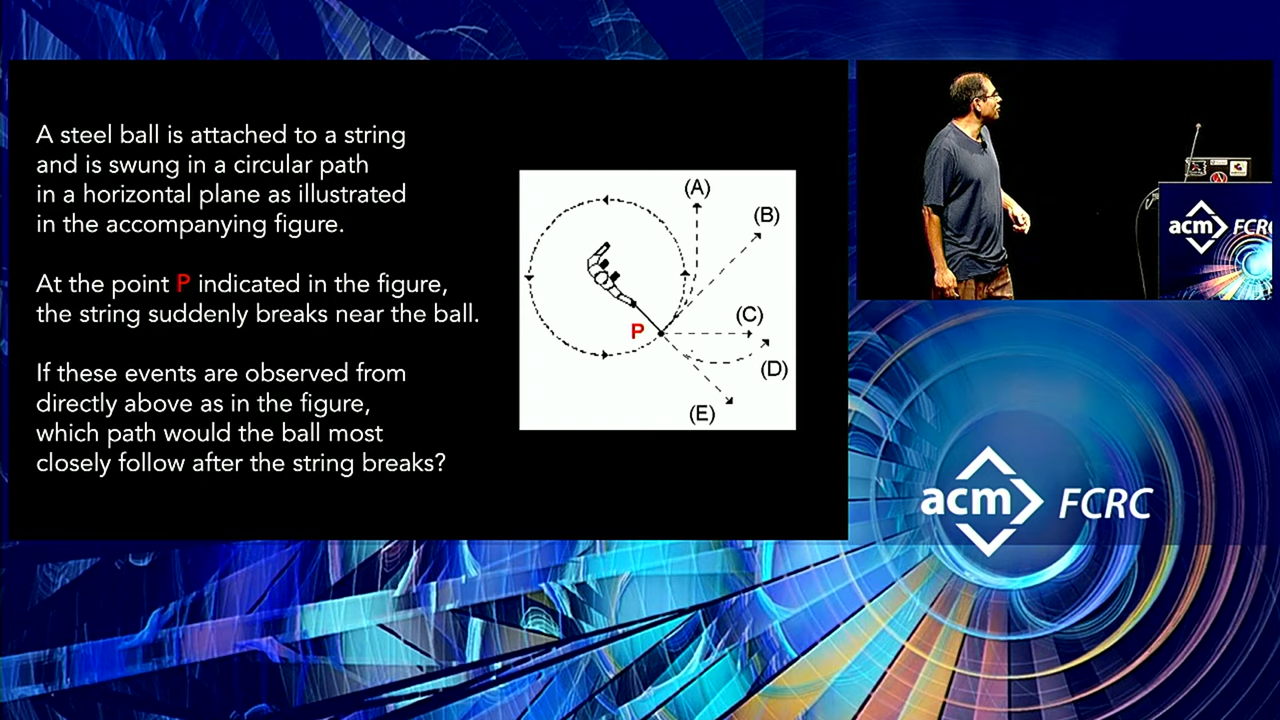 A steel ball is attached to a string
and is swung in a circular path
in a horizontal plane as illustrated
in the accompanying figure.
At the point P indicated in the figure,
the string suddenly breaks near the ball.
If these events are observed from
directly above as in the figure,
which path would the ball most
closely follow after the string breaks?
(A)
(B)
(C)
(D)
(E)
P
acm FCRC
acm FCRC